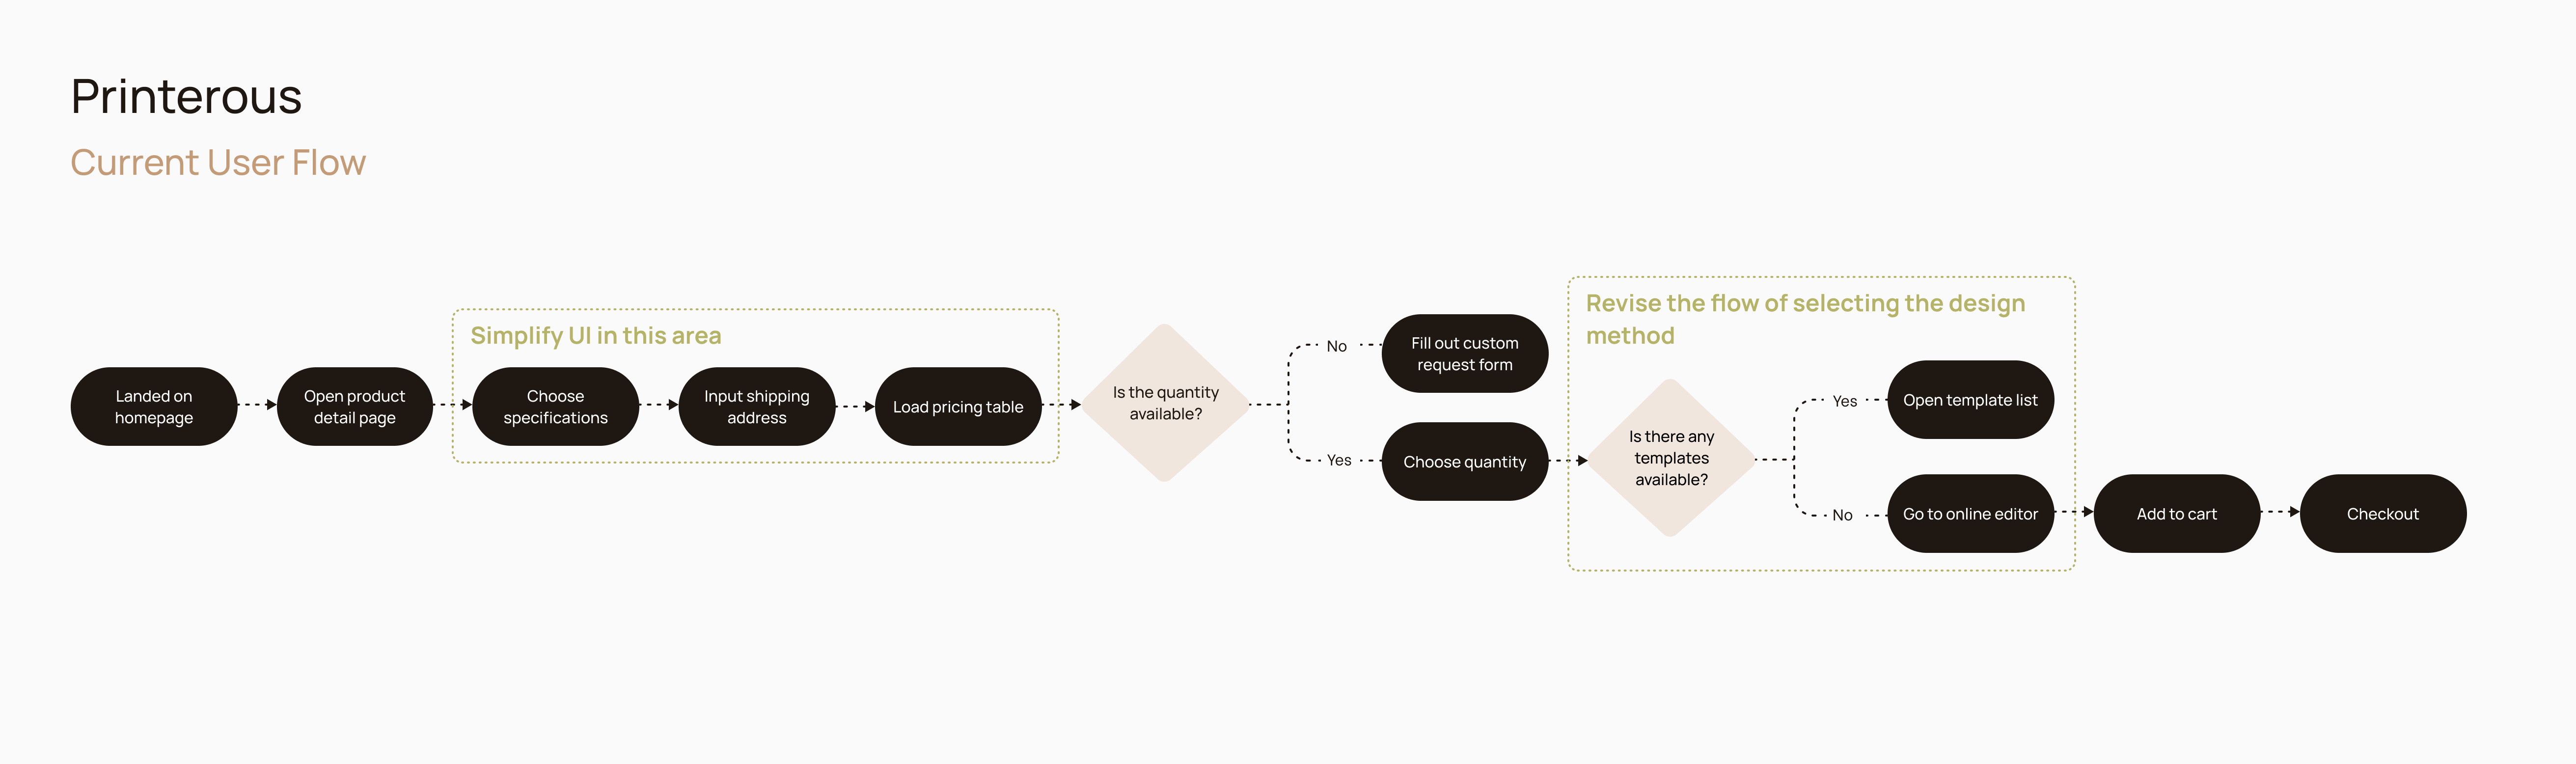 Printerous
Current User Flow
Landed on
homepage
Open product
detail page
Simplify UI in this area
Choose
specifications
Input shipping
address
Load pricing table
Is the quantity
available?
No
Fill out custom
request form
Yes
Choose quantity
Revise the flow of selecting the design
method
Is there any
templates
available?
Yes
Open template list
No
Go to online editor
Add to cart
Checkout